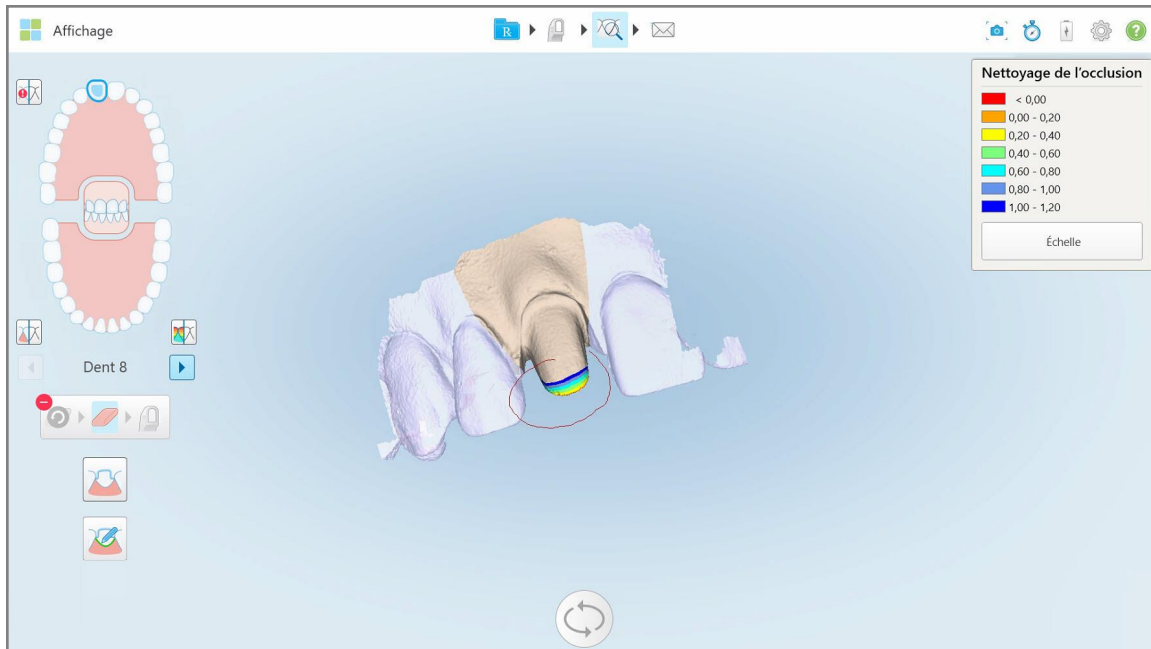 Affichage
R
?
Nettoyage de l'occlusion
< 0,00
0,00 - 0,20
0,20 - 0,40
0,40 - 0,60
0,60 - 0,80
0,80 - 1,00
1,00 - 1,20
Échelle
Dent 8